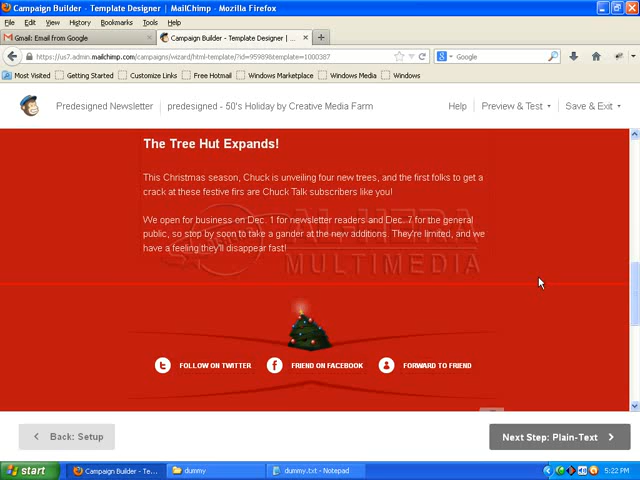 Campaign Builder - Template Designer | MailChimp - Mozilla Firefox
File Edit View History Bookmarks Tools Help
Gmail: Email from Google
Campaign Builder - Template Designer | ...
https://us7.admin.mailchimp.com/campaigns/wizard/html-template/?id=959898template=1000387
Google
Most Visited Getting Started Customize Links Free Hotmail Windows Marketplace Windows Media Windows
Predesigned Newsletter predesigned - 50's Holiday by Creative Media Farm Help Preview & Test Save & Exit
The Tree Hut Expands!
This Christmas season, Chuck is unveiling four new trees, and the first folks to get a
crack at these festive firs are Chuck Talk subscribers like you!
We open for business on Dec. 1 for newsletter readers and Dec. 7 for the general
public, so stop by soon to take a gander at the new additions. They're limited, and we
have a feeling they'll disappear fast!
AL-HERA
MULTIMEDIA
FOLLOW ON TWITTER FRIEND ON FACEBOOK FORWARD TO FRIEND
Back: Setup
Next Step: Plain-Text
start Campaign Builder - Te... dummy dummy.txt - Notepad 5:22 PM